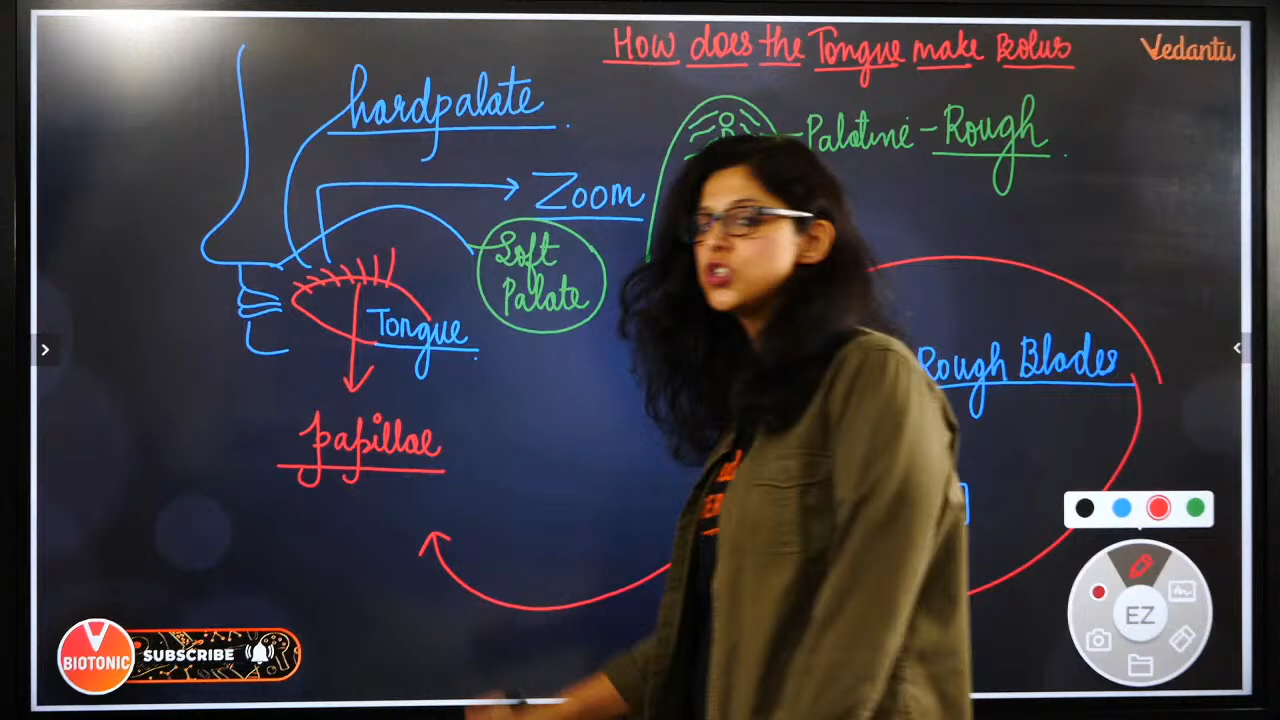 How does the Tongue make Bolus
Vedantu
hardpalate
Palatine - Rough
Zoom
Soft
Palate
Tongue
Rough Blades
papillae
EZ
BIOTONIC
SUBSCRIBE